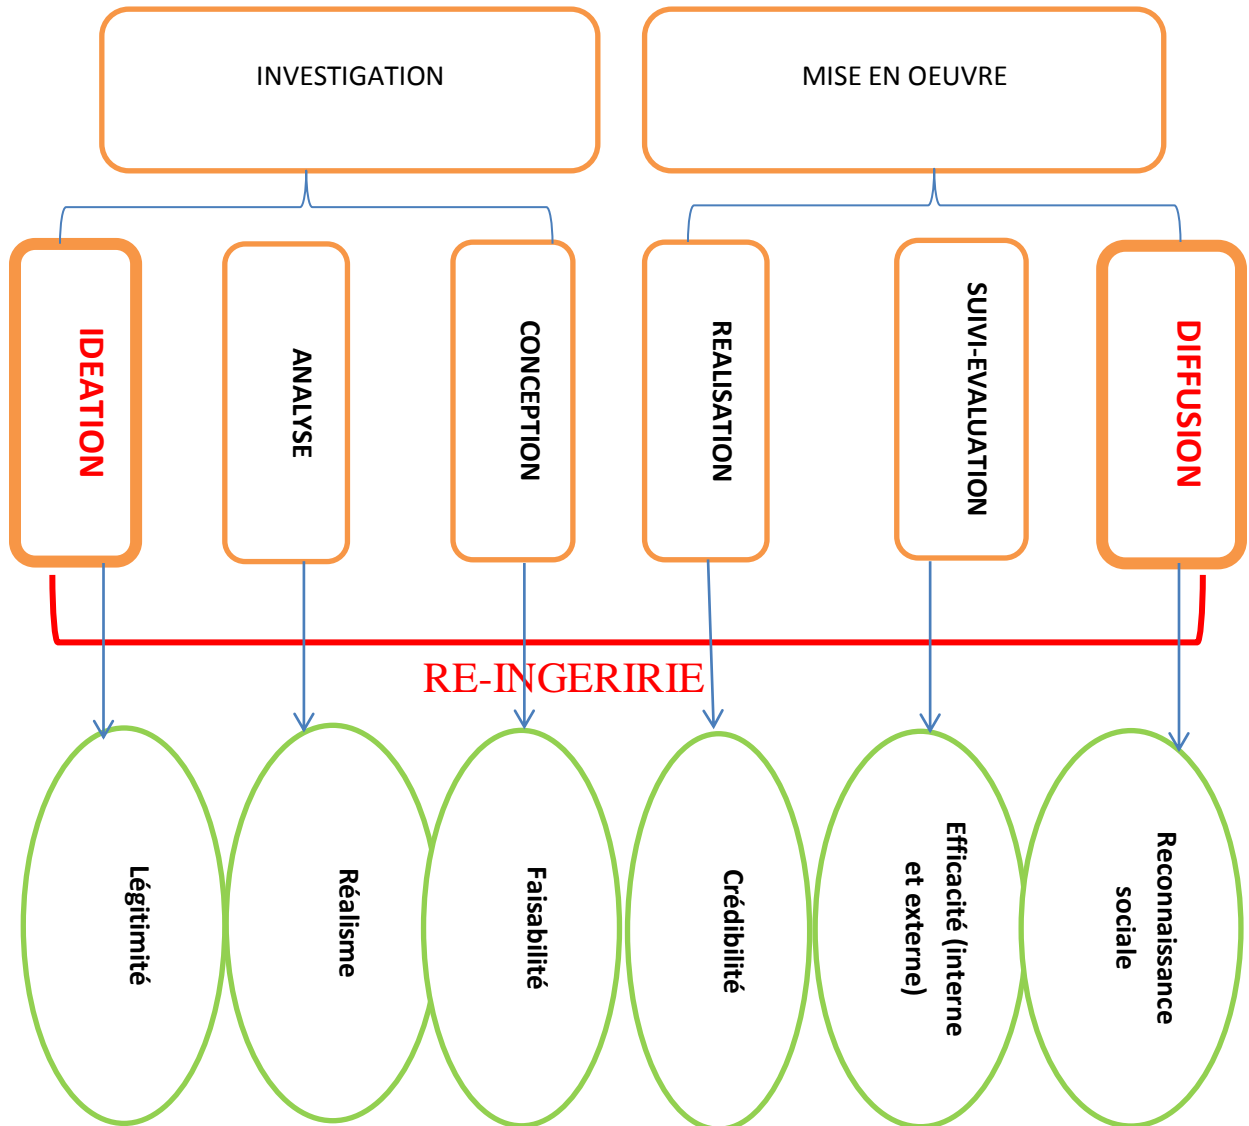 INVESTIGATION
MISE EN OEUVRE
IDEATION
ANALYSE
CONCEPTION
REALISATION
SUIVI-EVALUATION
DIFFUSION
RE-INGERIRIE
Légitimité
Réalisme
Faisabilité
Crédibilité
Efficacité (interne
et externe)
Reconnaissance
sociale